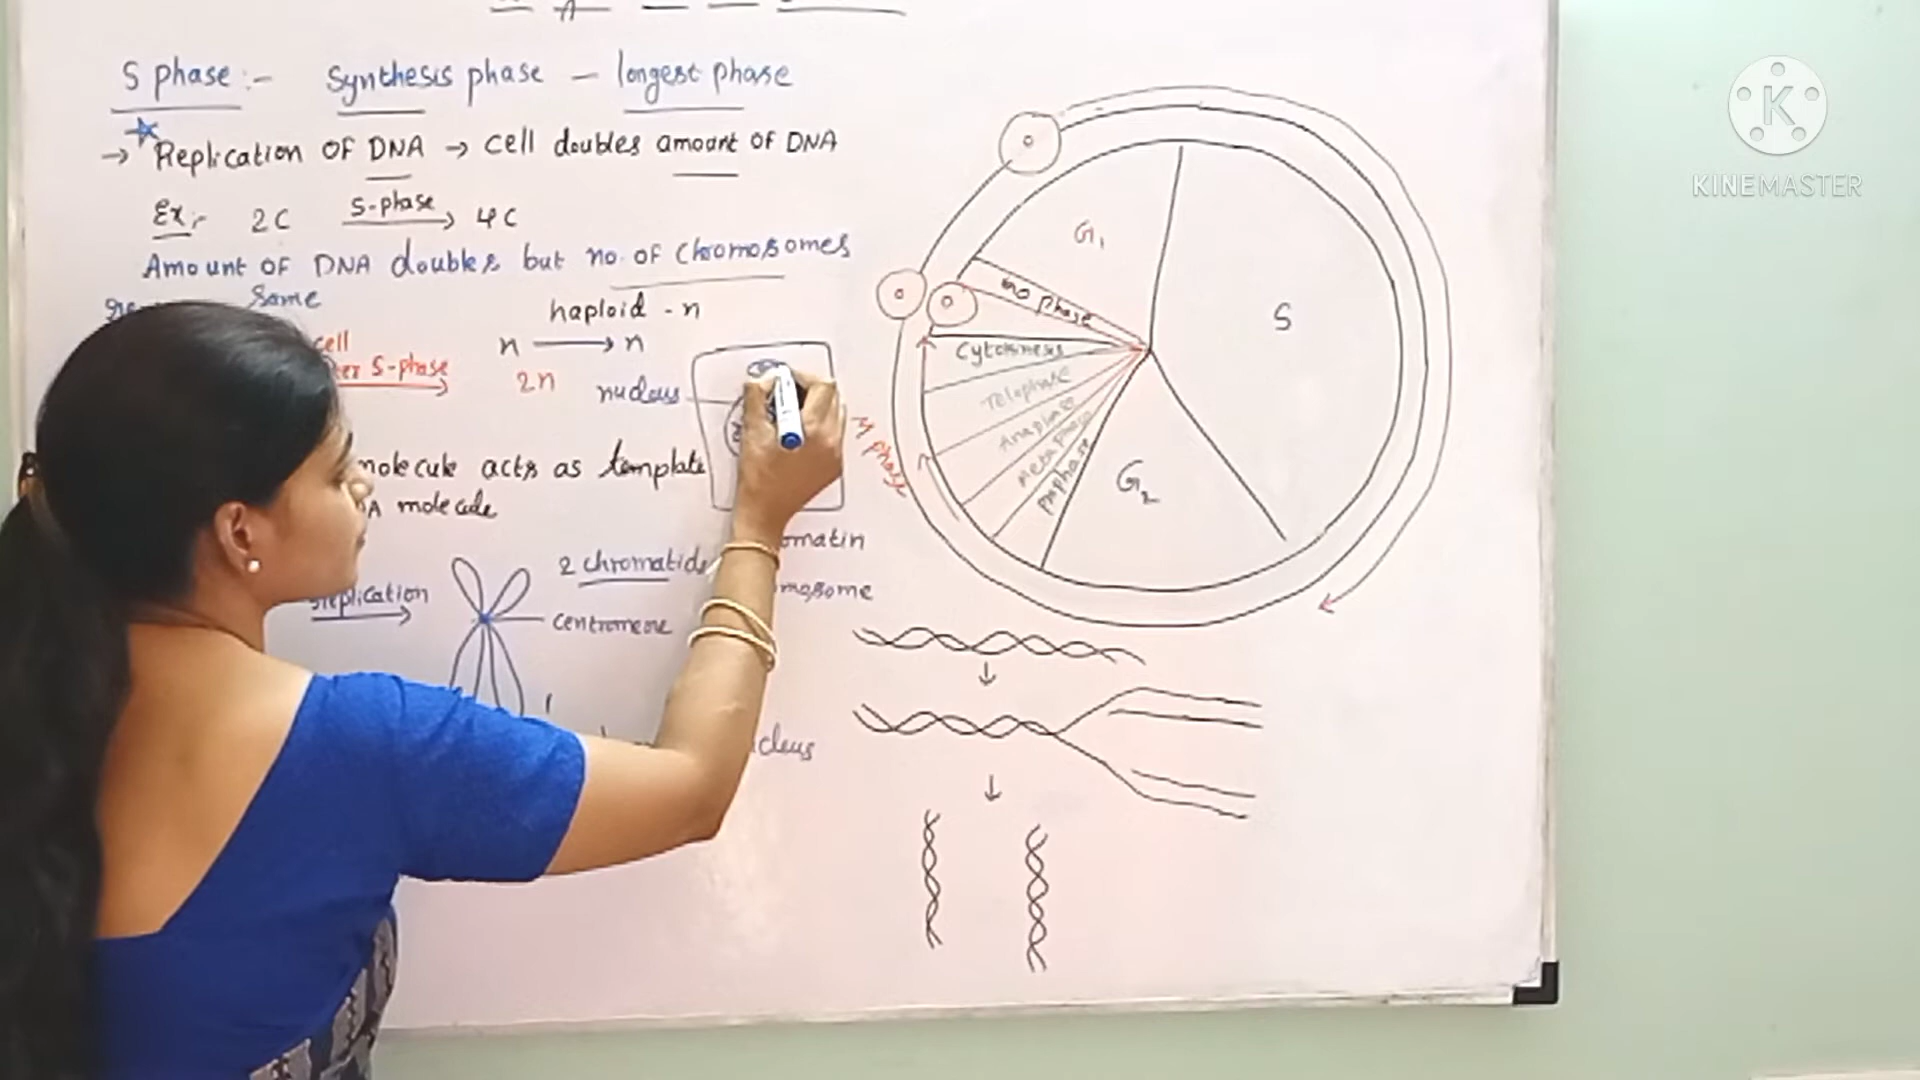 S phase :- Synthesis phase - longest phase
→ Replication OF DNA → cell doubles amount OF DNA
Ex:- 2C S-phase 4C
Amount OF DNA doubles but no. OF chromosomes
Same
haploid - n
cell
S-phase
n → n
2n
nucleus
molecule acts as template
molecule
2 chromatids
Replication
centromere
G1
S
G2
Cytokinesis
Telophase
Anaphase
Metaphase
M phase
KINEMASTER